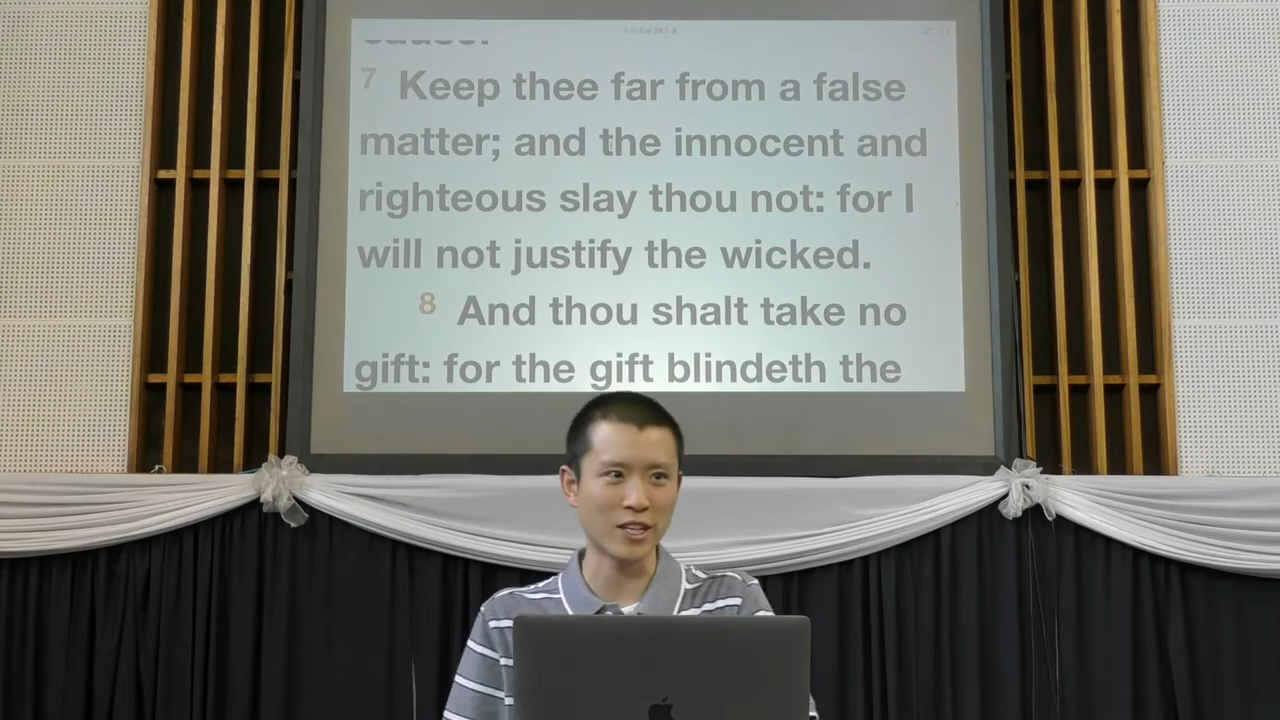 cause.
7 Keep thee far from a false
matter; and the innocent and
righteous slay thou not: for I
will not justify the wicked.
8 And thou shalt take no
gift: for the gift blindeth the